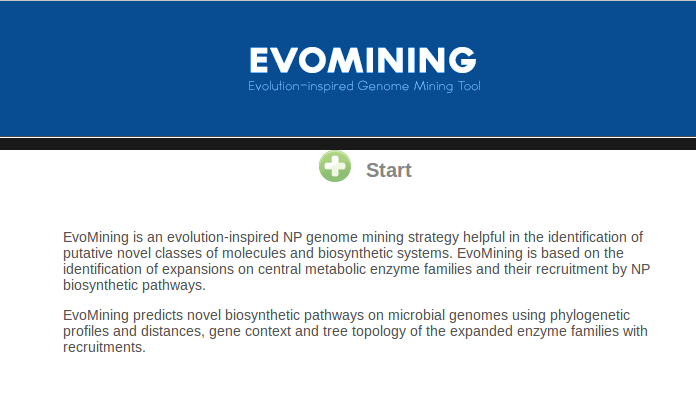 EVOMINING
Evolution-inspired Genome Mining Tool
Start
EvoMining is an evolution-inspired NP genome mining strategy helpful in the identification of
putative novel classes of molecules and biosynthetic systems. EvoMining is based on the
identification of expansions on central metabolic enzyme families and their recruitment by NP
biosynthetic pathways.
EvoMining predicts novel biosynthetic pathways on microbial genomes using phylogenetic
profiles and distances, gene context and tree topology of the expanded enzyme families with
recruitments.